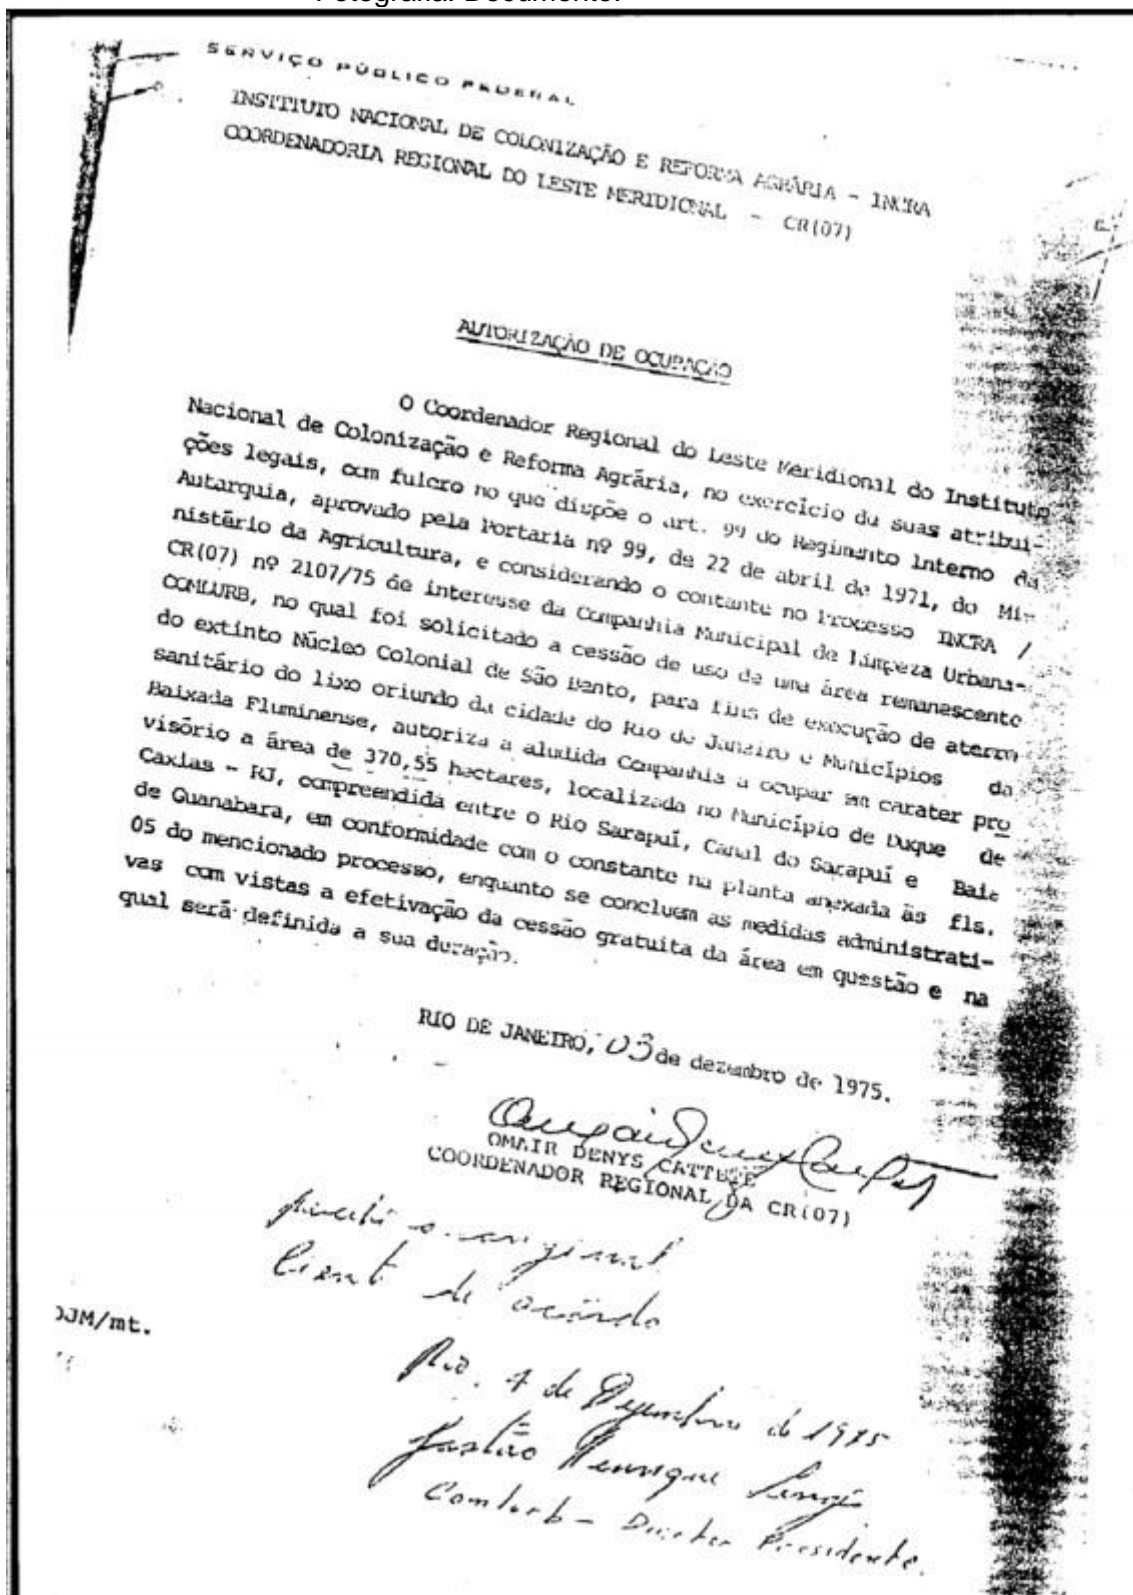 Fotografia: Documento.
SERVIÇO PÚBLICO FEDERAL
INSTITUTO NACIONAL DE COLONIZAÇÃO E REFORMA AGRÁRIA - INCRA
COORDENADORIA REGIONAL DO LESTE MERIDIONAL - CR(07)
AUTORIZAÇÃO DE OCUPAÇÃO
O Coordenador Regional do Leste Meridional do Instituto
Nacional de Colonização e Reforma Agrária, no exercício de suas atribui-
ções legais, com fulcro no que dispõe o art. 99 do Regimento Interno da
Autarquia, aprovado pela Portaria nº 99, de 22 de abril de 1971, do Mi-
nistério da Agricultura, e considerando o contante no Processo INCRA /
CR(07) nº 2107/75 de interesse da Companhia Municipal de Limpeza Urbana-
COMLURB, no qual foi solicitado a cessão de uso de uma área remanescente
do extinto Núcleo Colonial de São Bento, para fins de execução de aterro
sanitário do lixo oriundo da cidade do Rio de Janeiro e Municípios da
Baixada Fluminense, autoriza a aludida Companhia a ocupar em carater pro
visório a área de 370,55 hectares, localizada no Município de Duque de
Caxias - RJ, compreendida entre o Rio Sarapuí, Canal do Sarapuí e Baia
de Guanabara, em conformidade com o constante na planta anexada às fls.
05 do mencionado processo, enquanto se concluem as medidas administrati-
vas com vistas a efetivação da cessão gratuita da área em questão e na
qual será definida a sua duração.
RIO DE JANEIRO, 03 de dezembro de 1975.
OMAIR DENYS CATTETE
COORDENADOR REGIONAL DA CR(07)
Recebi o original
Cient de acôrdo
DJM/mt.
Rio, 4 de Dezembro de 1975
Gastão Henrique
Comlurb - Diretor Presidente.